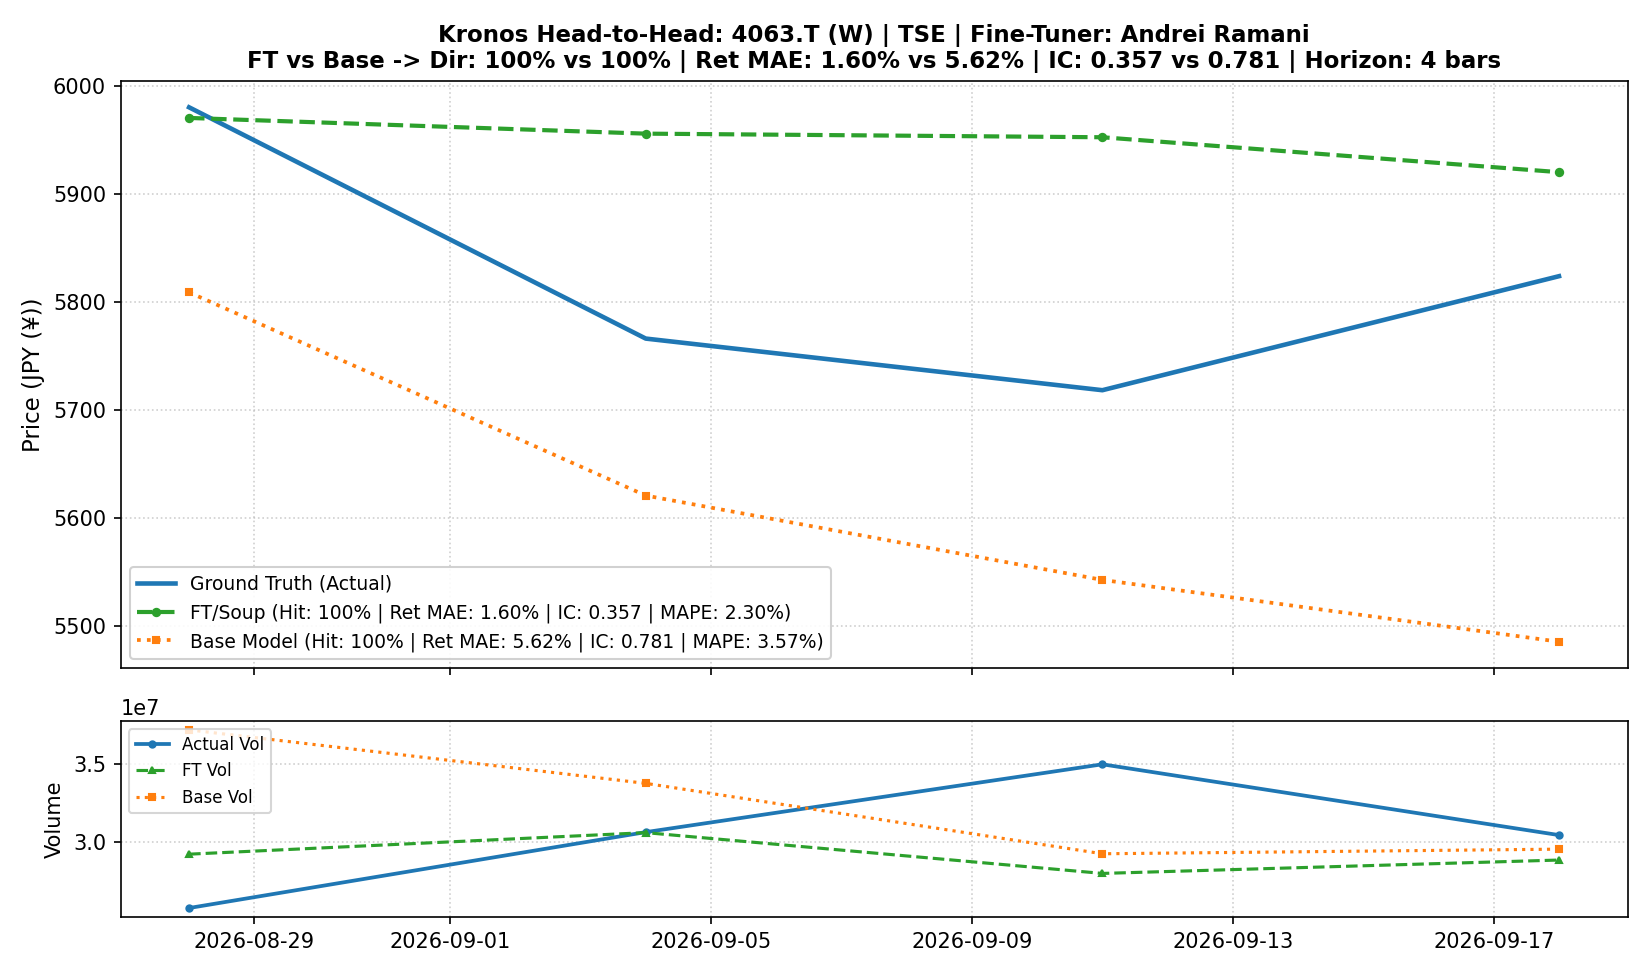 Kronos Head-to-Head: 4063.T (W) | TSE | Fine-Tuner: Andrei Ramani
FT vs Base -> Dir: 100% vs 100% | Ret MAE: 1.60% vs 5.62% | IC: 0.357 vs 0.781 | Horizon: 4 bars
Price (JPY (¥))
6000
5900
5800
5700
5600
5500
Ground Truth (Actual)
FT/Soup (Hit: 100% | Ret MAE: 1.60% | IC: 0.357 | MAPE: 2.30%)
Base Model (Hit: 100% | Ret MAE: 5.62% | IC: 0.781 | MAPE: 3.57%)
1e7
Volume
3.5
3.0
Actual Vol
FT Vol
Base Vol
2026-08-29
2026-09-01
2026-09-05
2026-09-09
2026-09-13
2026-09-17